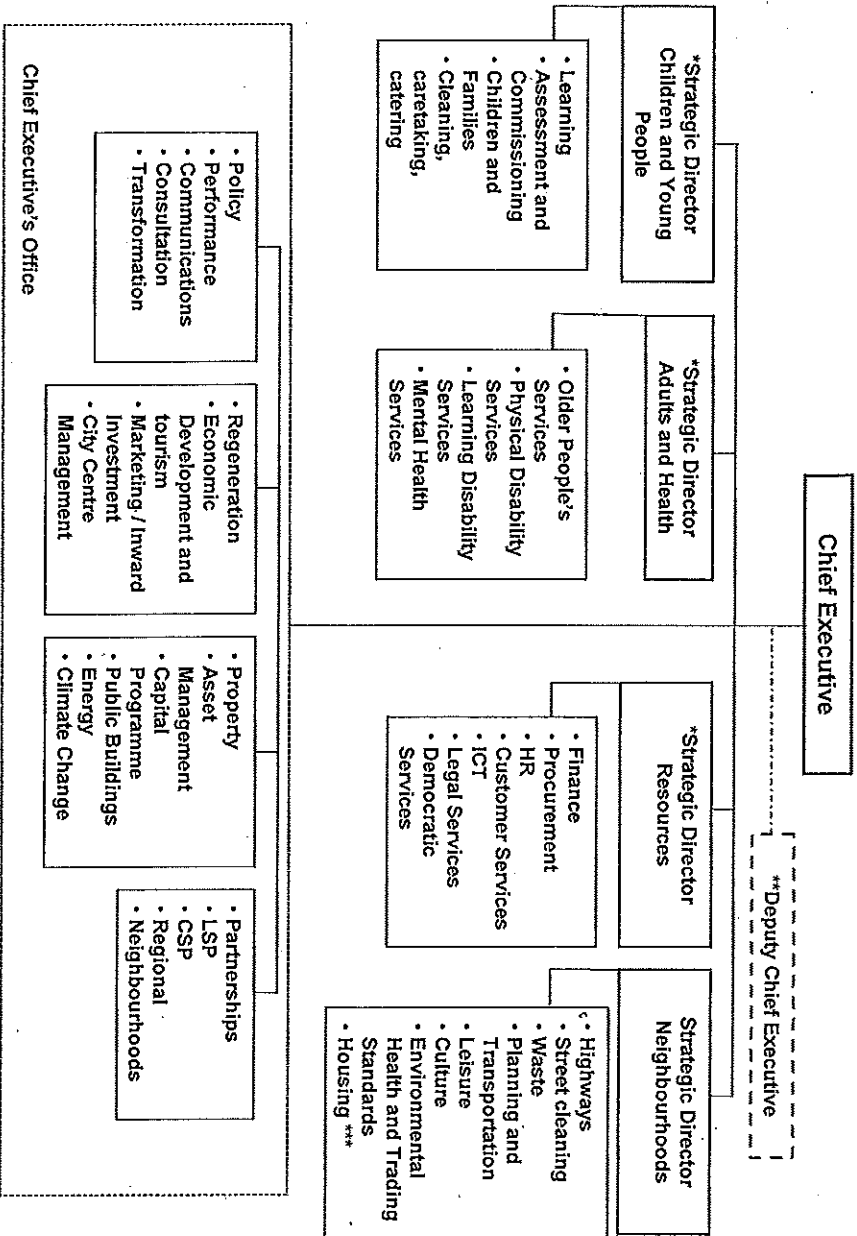 Chief Executive
**Deputy Chief Executive
*Strategic Director
Children and Young
People
• Learning
• Assessment and
Commissioning
• Children and
Families
• Cleaning,
caretaking,
catering
*Strategic Director
Adults and Health
• Older People's
Services
• Physical Disability
Services
• Learning Disability
Services
• Mental Health
Services
*Strategic Director
Resources
• Finance
• Procurement
• HR
• Customer Services
• ICT
• Legal Services
• Democratic
Services
Strategic Director
Neighbourhoods
• Highways
• Street cleaning
• Waste
• Planning and
Transportation
• Leisure
• Culture
• Environmental
Health and Trading
Standards
• Housing ***
• Policy
• Performance
• Communications
• Consultation
• Transformation
• Regeneration
• Economic
Development and
tourism
• Marketing / Inward
Investment
• City Centre
Management
• Property
• Asset
Management
• Capital
Programme
• Public Buildings
• Energy
• Climate Change
• Partnerships
• LSP
• CSP
• Regional
• Neighbourhoods
Chief Executive's Office